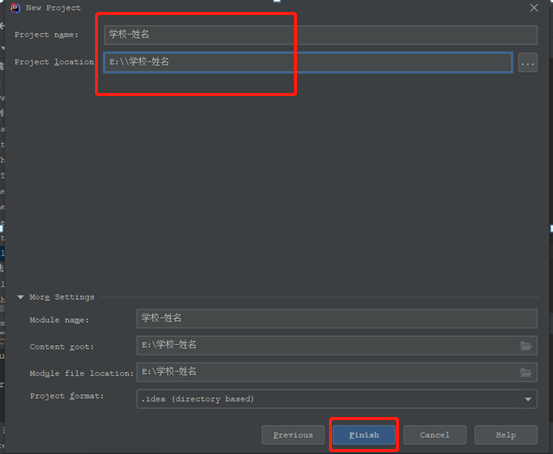 New Project
Project name: 学校-姓名
Project location: E:\\学校-姓名
...
More Settings
Module name: 学校-姓名
Content root: E:\学校-姓名
Module file location: E:\学校-姓名
Project format: .idea (directory based)
Previous Finish Cancel Help